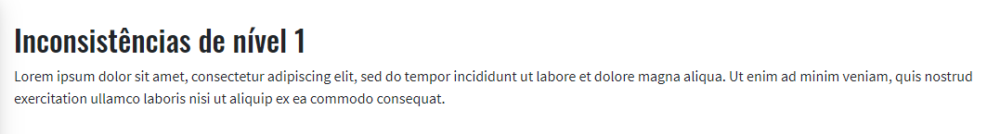 Inconsistências de nível 1
Lorem ipsum dolor sit amet, consectetur adipiscing elit, sed do tempor incididunt ut labore et dolore magna aliqua. Ut enim ad minim veniam, quis nostrud
exercitation ullamco laboris nisi ut aliquip ex ea commodo consequat.